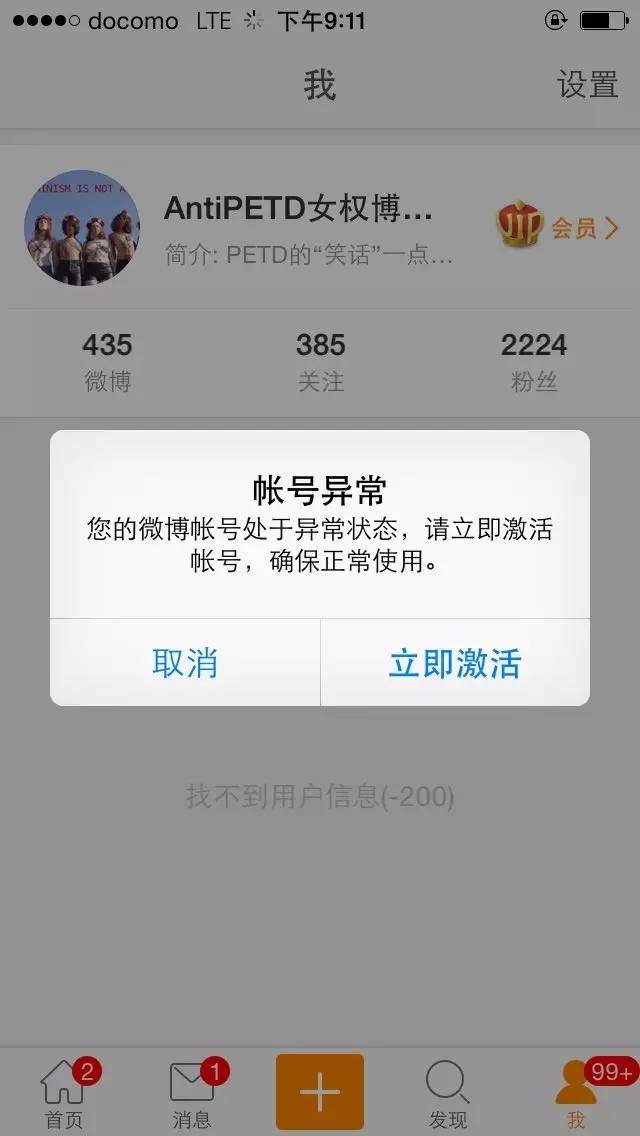 docomo LTE 下午9:11
我
设置
INISM IS NOT A
AntiPETD女权博...
VIP 会员
简介: PETD的“笑话”一点...
435 385 2224
微博 关注 粉丝
帐号异常
您的微博帐号处于异常状态，请立即激活
帐号，确保正常使用。
取消 立即激活
找不到用户信息(-200)
2 1 99+
首页 消息 发现 我